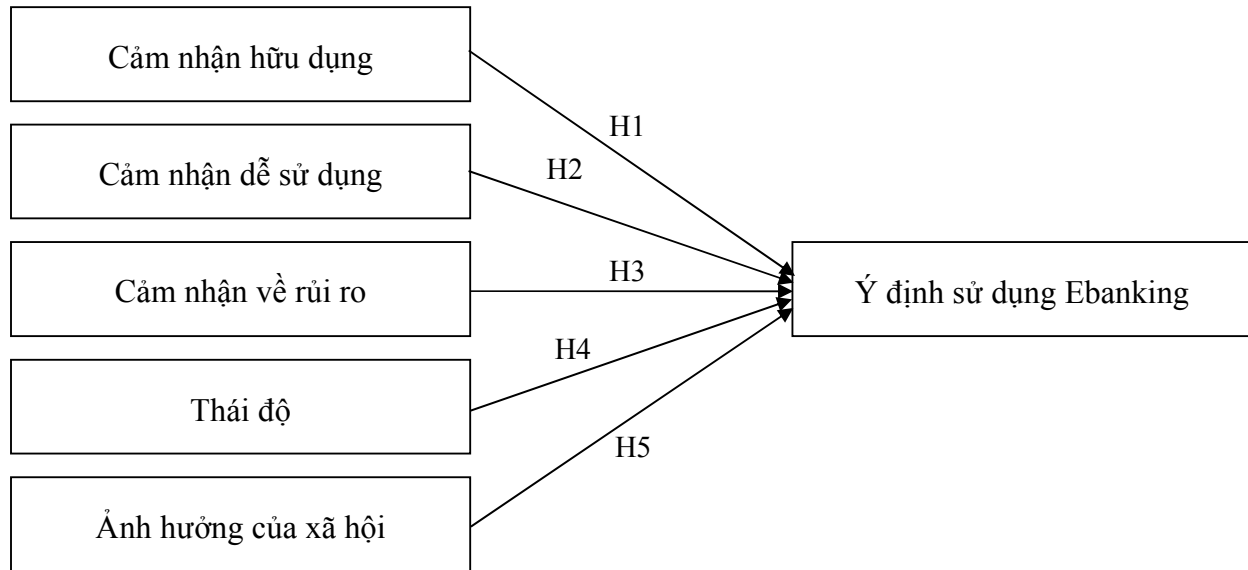 Cảm nhận hữu dụng
H1
Cảm nhận dễ sử dụng
H2
Cảm nhận về rủi ro
H3
Ý định sử dụng Ebanking
H4
Thái độ
H5
Ảnh hưởng của xã hội